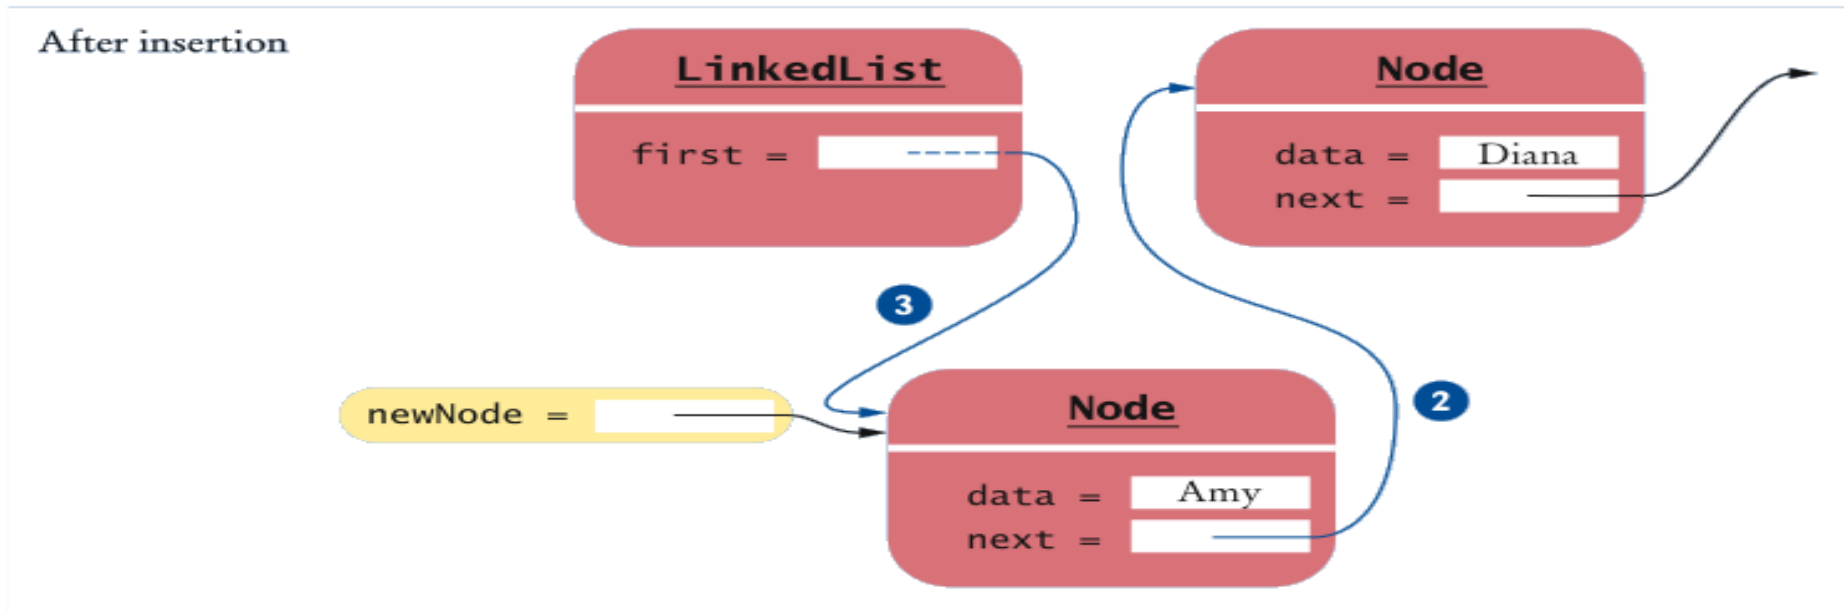 After insertion
LinkedList
first =
Node
data = Diana
next =
3
2
newNode =
Node
data = Amy
next =